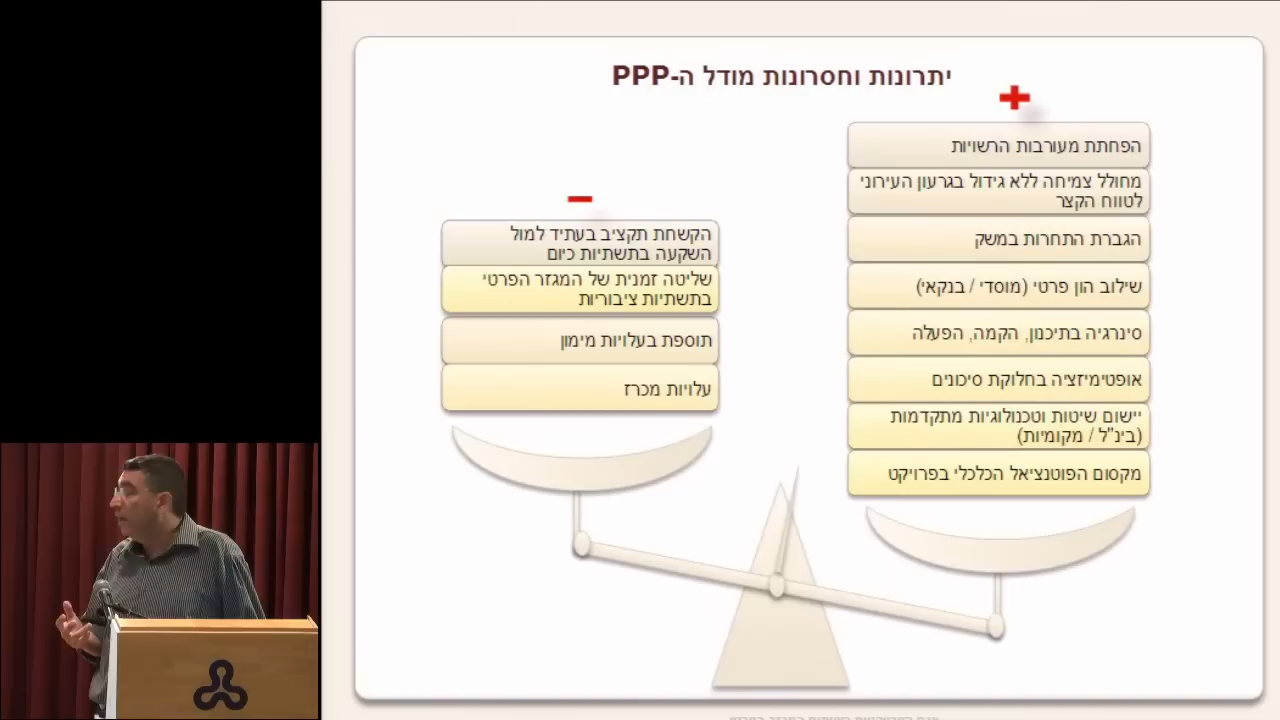 יתרונות וחסרונות מודל ה-PPP
+
הפחתת מעורבות הרשויות
מחולל צמיחה ללא גידול בגרעון העירוני
לטווח הקצר
הגברת התחרות במשק
שילוב הון פרטי (מוסדי / בנקאי)
סינרגיה בתיכנון, הקמה, הפעלה
אופטימיזציה בחלוקת סיכונים
יישום שיטות וטכנולוגיות מתקדמות
(בינ"ל / מקומיות)
מקסום הפוטנציאל הכלכלי בפרויקט
–
הקשחת תקציב בעתיד למול
השקעה בתשתיות כיום
שליטה זמנית של המגזר הפרטי
בתשתיות ציבוריות
תוספת בעלויות מימון
עלויות מכרז